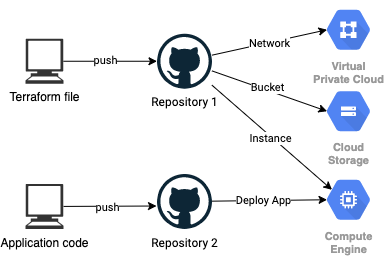 Network
Virtual
Private Cloud
push
Terraform file
Repository 1
Bucket
Cloud
Storage
Instance
push
Deploy App
Application code
Repository 2
Compute
Engine